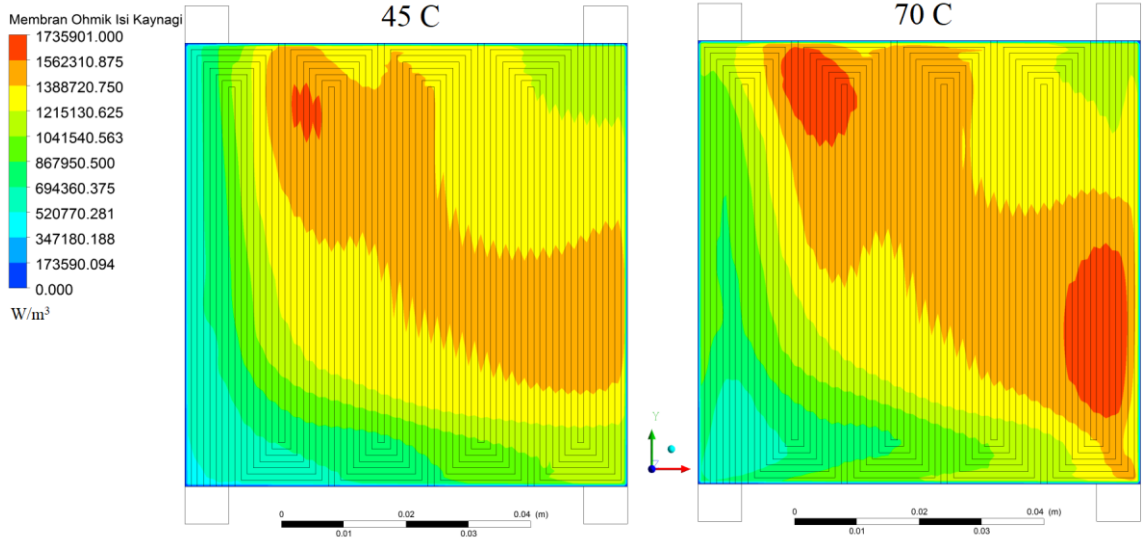 45 C
70 C
Membran Ohmik Isi Kaynagi
1735901.000
1562310.875
1388720.750
1215130.625
1041540.563
867950.500
694360.375
520770.281
347180.188
173590.094
0.000
W/m³
Y
0 0.02 0.04 (m)
0.01 0.03
0 0.02 0.04 (m)
0.01 0.03